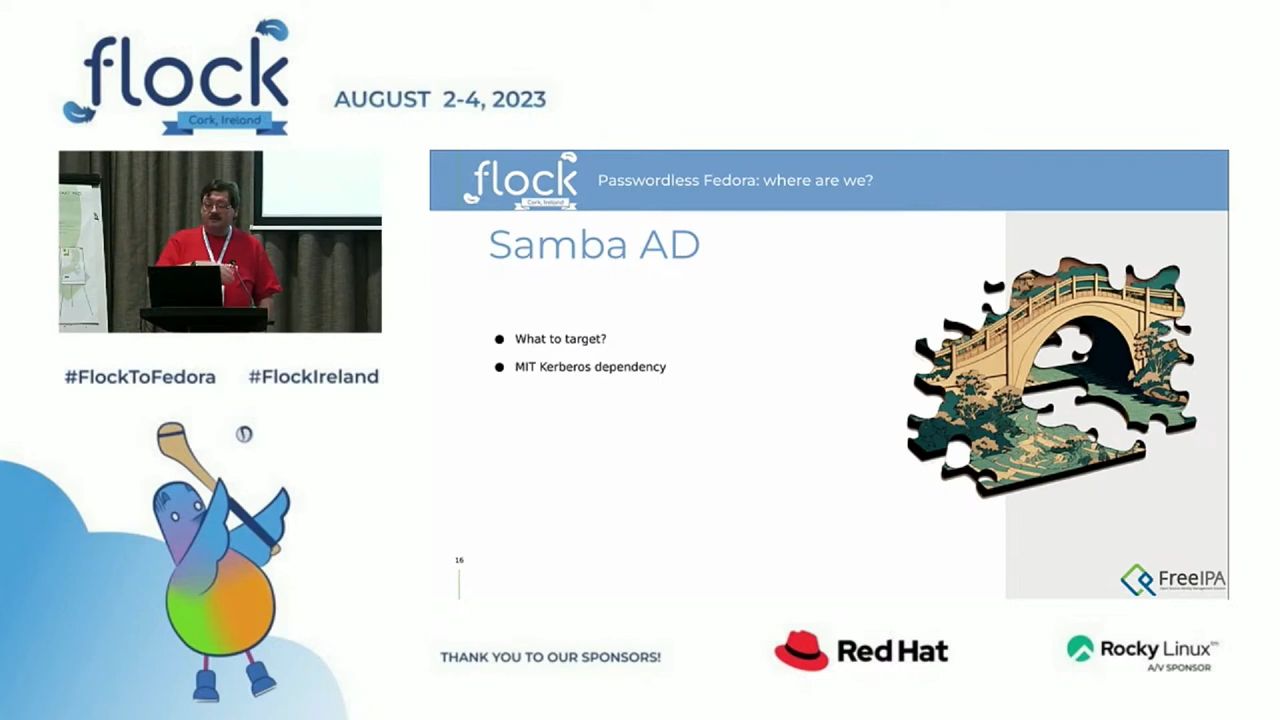 flock
Cork, Ireland
AUGUST 2-4, 2023
flock
Cork, Ireland
Passwordless Fedora: where are we?
Samba AD
● What to target?
● MIT Kerberos dependency
#FlockToFedora #FlockIreland
16
FreeIPA
THANK YOU TO OUR SPONSORS!
Red Hat
Rocky Linux™
A/V SPONSOR